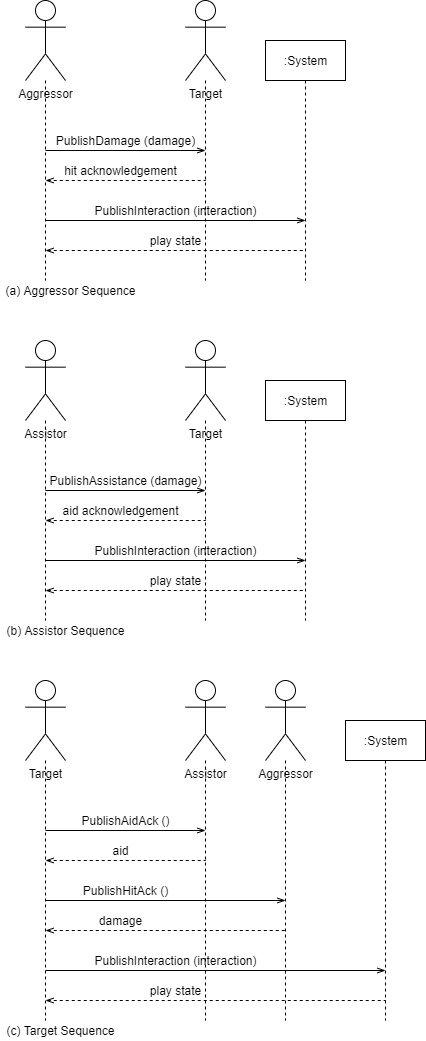 Aggressor
Target
:System
PublishDamage (damage)
hit acknowledgement
PublishInteraction (interaction)
play state
(a) Aggressor Sequence
Assistor
Target
:System
PublishAssistance (damage)
aid acknowledgement
PublishInteraction (interaction)
play state
(b) Assistor Sequence
Target
Assistor
Aggressor
:System
PublishAidAck ()
aid
PublishHitAck ()
damage
PublishInteraction (interaction)
play state
(c) Target Sequence